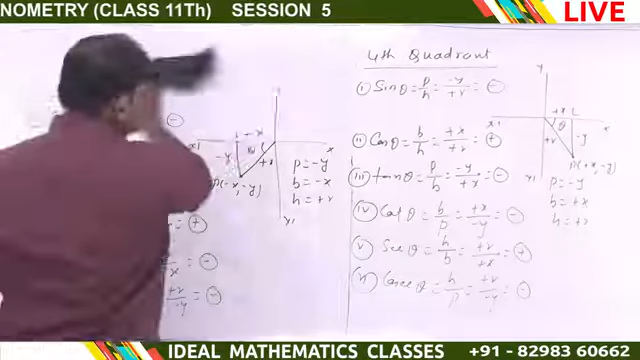 NOMETRY (CLASS 11Th) SESSION 5
LIVE
4th Quadrant
i) Sinθ = p/h = -y/+r = (-)
ii) Cosθ = b/h = +x/+r = (+)
iii) tanθ = p/b = -y/+x = (-)
iv) Cotθ = b/p = +x/-y = (-)
v) Secθ = h/b = +r/+x = (+)
vi) Cosecθ = h/p = +r/-y = (-)
y
+x L
x' x
θ
+r -y
P(+x, -y)
p = -y
b = +x
h = +r
(-)
L -x
x' x
-y +r
P(-x, -y)
p = -y
b = -x
h = +r
= (+)
/x = (-)
+r/-y = (-)
IDEAL MATHEMATICS CLASSES +91 - 82983 60662